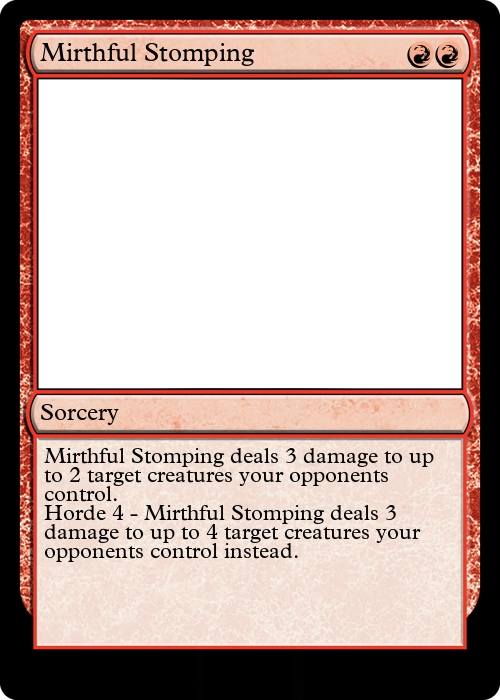 Mirthful Stomping
Sorcery
Mirthful Stomping deals 3 damage to up
to 2 target creatures your opponents
control.
Horde 4 - Mirthful Stomping deals 3
damage to up to 4 target creatures your
opponents control instead.